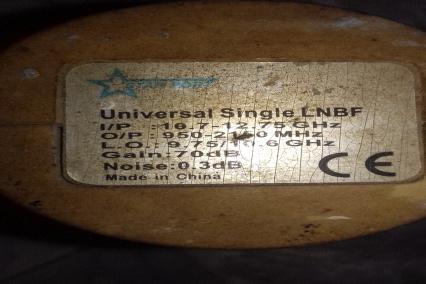 Universal Single LNBF
I/P :10.7-12.75 GHz
O/P: 950-2150 MHz
L.O.: 9.75/10.6 GHz
Gain:70dB
Noise:0.3dB
Made in China
CE